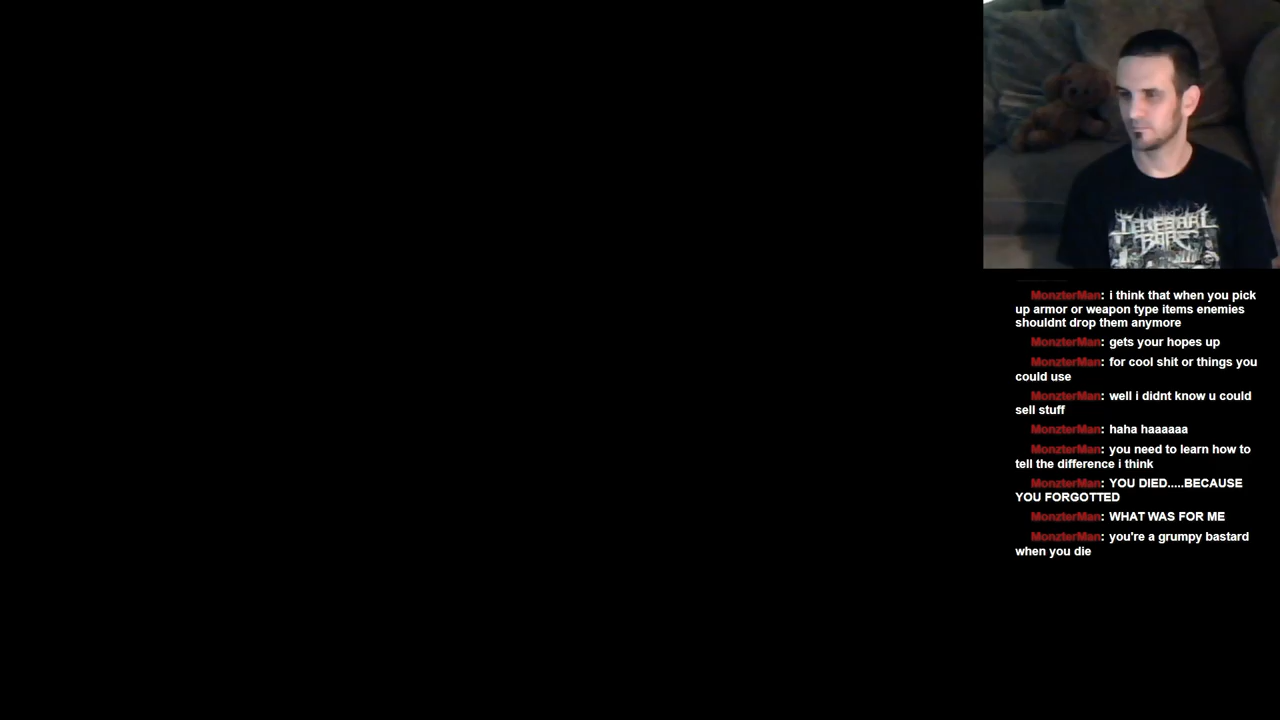 CEREBRAL
BORE
MonzterMan: i think that when you pick
up armor or weapon type items enemies
shouldnt drop them anymore
MonzterMan: gets your hopes up
MonzterMan: for cool shit or things you
could use
MonzterMan: well i didnt know u could
sell stuff
MonzterMan: haha haaaaaa
MonzterMan: you need to learn how to
tell the difference i think
MonzterMan: YOU DIED.....BECAUSE
YOU FORGOTTED
MonzterMan: WHAT WAS FOR ME
MonzterMan: you're a grumpy bastard
when you die